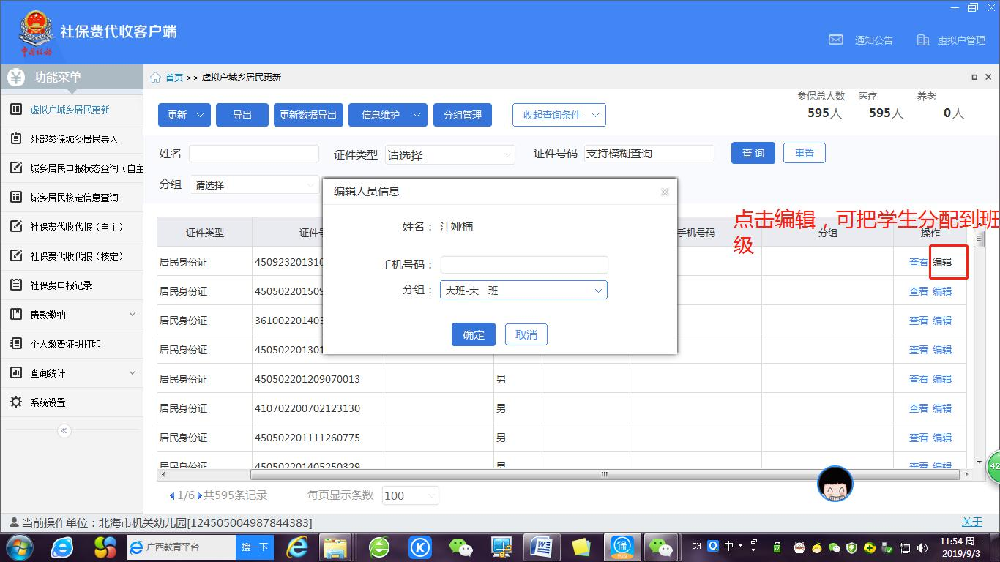 社保费代收客户端
通知公告
虚拟户管理
功能菜单
首页 >> 虚拟户城乡居民更新
虚拟户城乡居民更新
外部参保城乡居民导入
城乡居民申报状态查询（自主
城乡居民核定信息查询
社保费代收代报（自主）
社保费代收代报（核定）
社保费申报记录
费款缴纳
个人缴费证明打印
查询统计
系统设置
更新 导出 更新数据导出 信息维护 分组管理 收起查询条件
参保总人数 医疗 养老
595人 595人 0人
姓名 证件类型 请选择 证件号码 支持模糊查询 查询 重置
分组 请选择
编辑人员信息
姓名： 江娅楠
手机号码：
分组： 大班-大一班
确定 取消
点击编辑，可把学生分配到班
级
证件类型 证件号 手机号码 分组 操作
居民身份证 450923201310 查看 编辑
居民身份证 450502201509 查看 编辑
居民身份证 361002201403 查看 编辑
居民身份证 450502201301 查看 编辑
居民身份证 450502201209070013 男 查看 编辑
居民身份证 410702200702123130 男 查看 编辑
居民身份证 450502201111260775 男 查看 编辑
居民身份证 450502201405250329 男 查看 编辑
1/6 共595条记录 每页显示条数 100
42
当前操作单位：北海市机关幼儿园[124505004987844383]
关于
广西教育平台 搜一下
CH 中
11:54 周二
2019/9/3